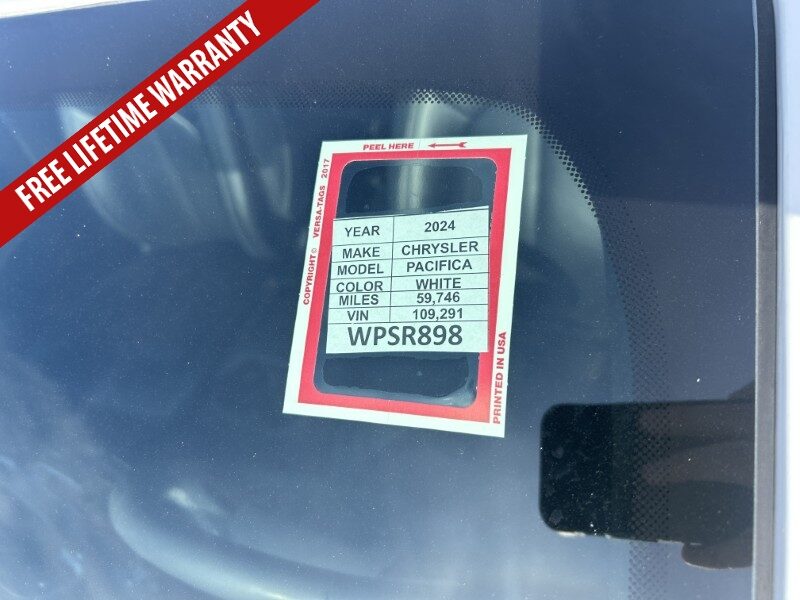 FREE LIFETIME WARRANTY
PEEL HERE
COPYRIGHT© VERSA-TAGS 2017
YEAR 2024
MAKE CHRYSLER
MODEL PACIFICA
COLOR WHITE
MILES 59,746
VIN 109,291
WPSR898
PRINTED IN USA